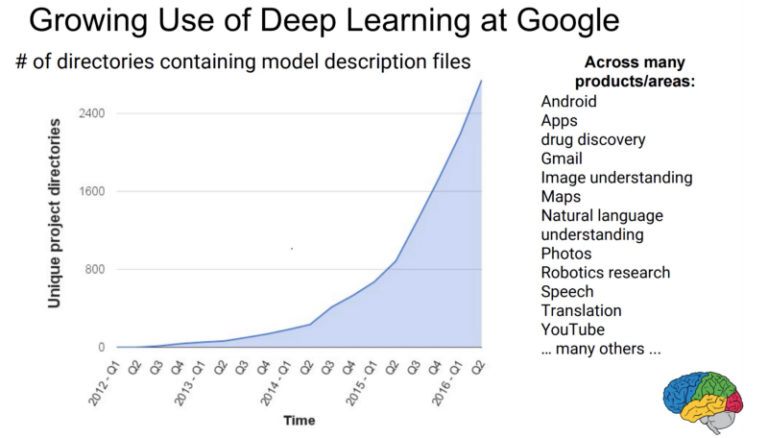 Growing Use of Deep Learning at Google
# of directories containing model description files
Unique project directories
2400
1600
800
0
2012 - Q1
Q2
Q3
Q4
2013 - Q1
Q2
Q3
Q4
2014 - Q1
Q2
Q3
Q4
2015 - Q1
Q2
Q3
Q4
2016 - Q1
Q2
Time
Across many
products/areas:
Android
Apps
drug discovery
Gmail
Image understanding
Maps
Natural language
understanding
Photos
Robotics research
Speech
Translation
YouTube
… many others ...